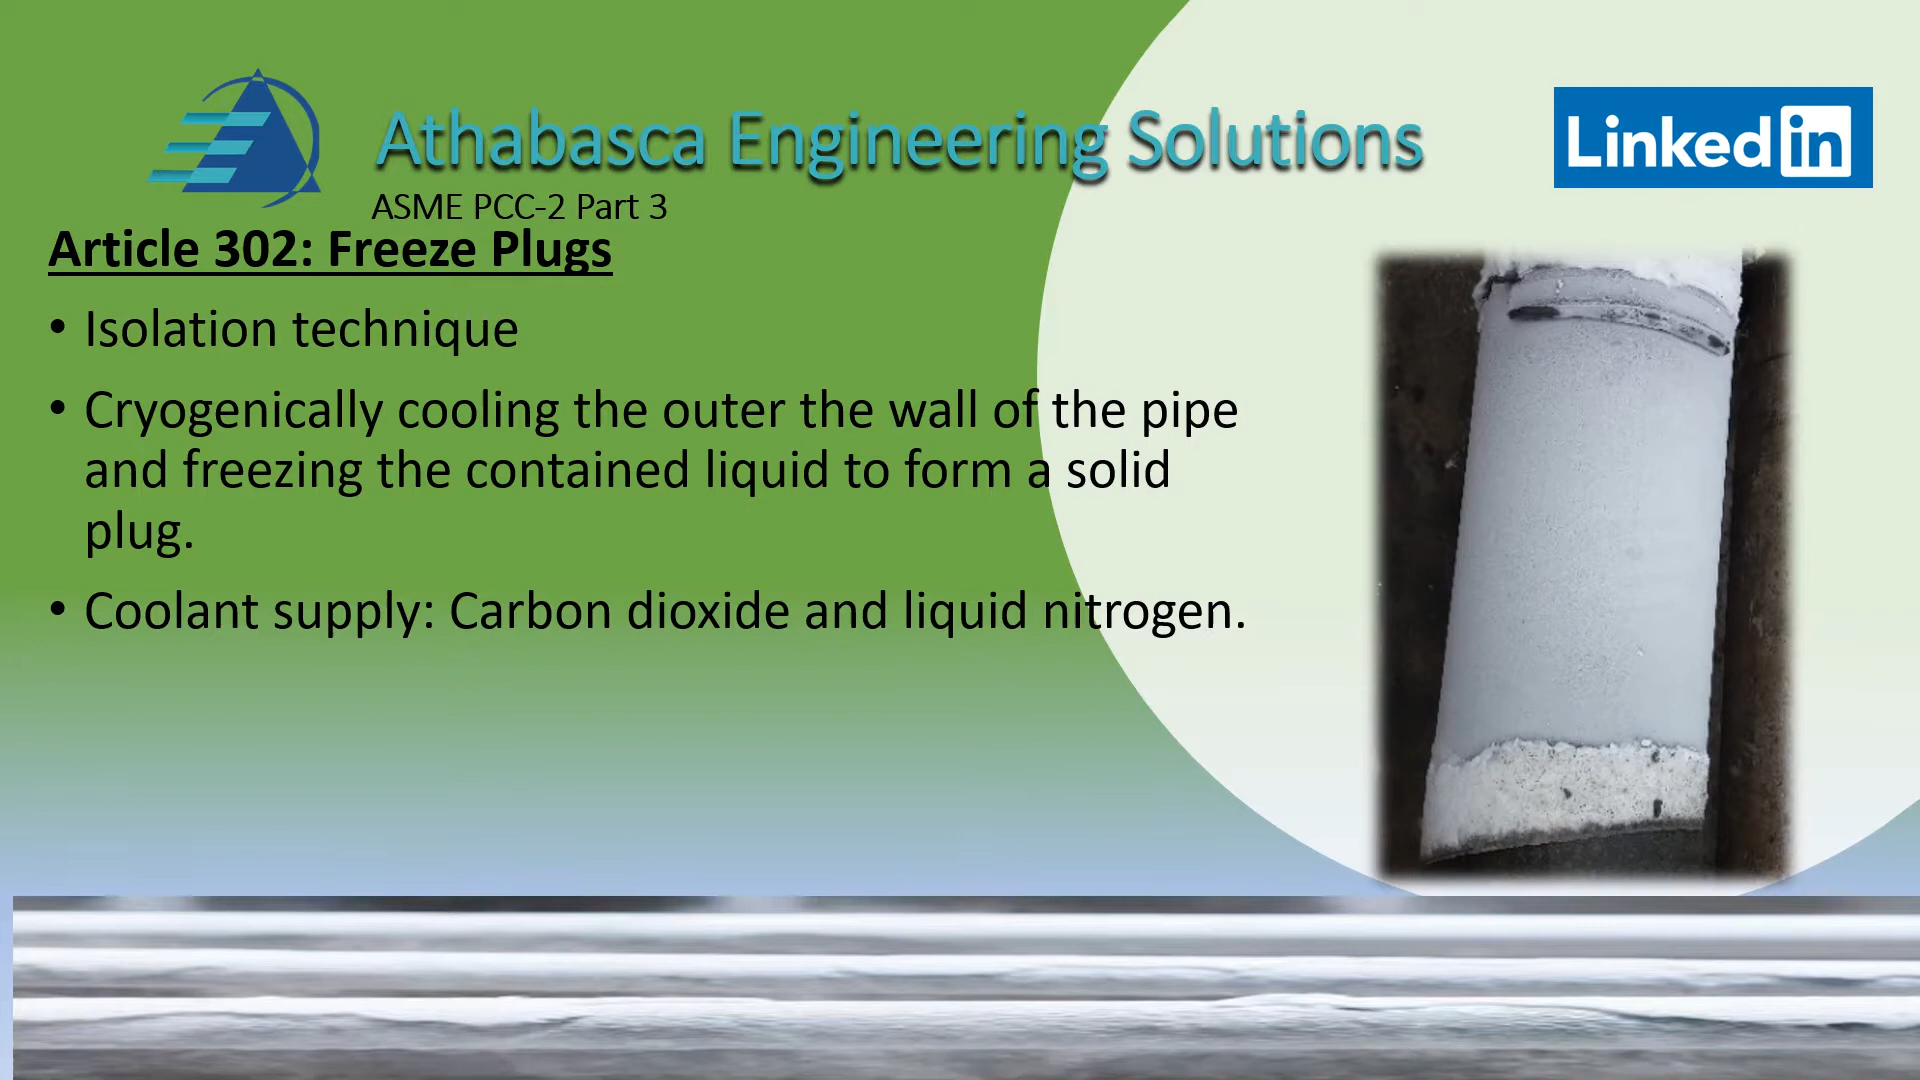 Athabasca Engineering Solutions
Linked in
ASME PCC-2 Part 3
Article 302: Freeze Plugs
• Isolation technique
• Cryogenically cooling the outer the wall of the pipe
and freezing the contained liquid to form a solid
plug.
• Coolant supply: Carbon dioxide and liquid nitrogen.